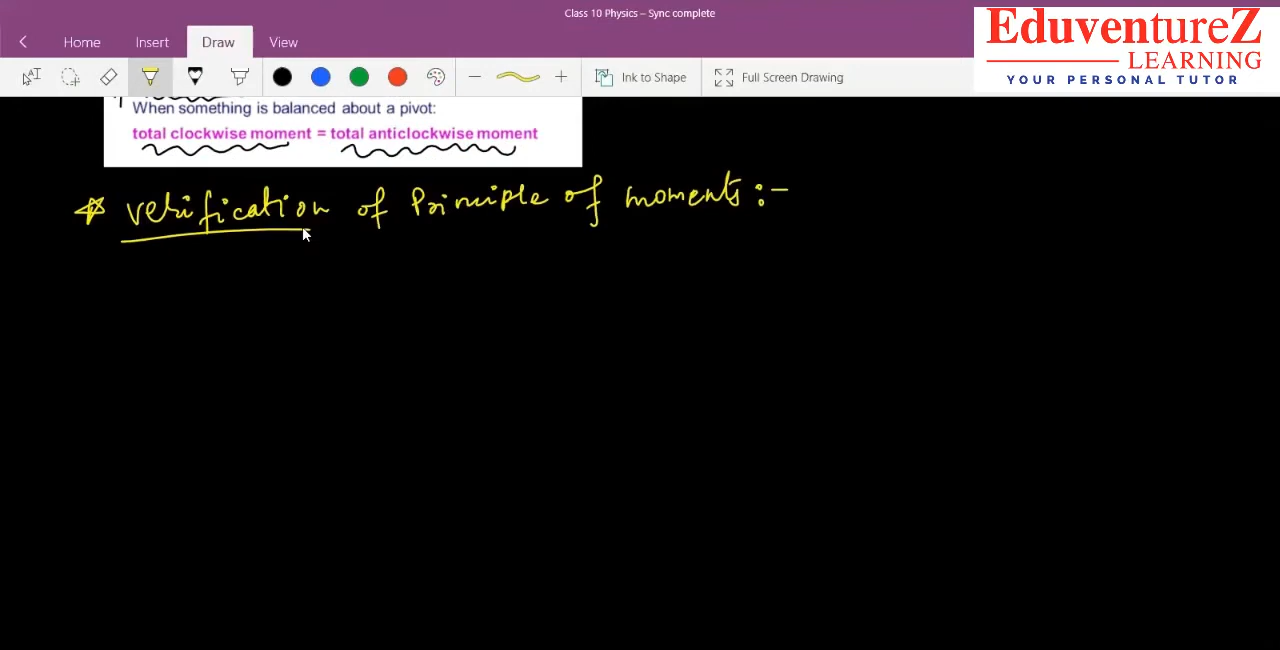 Class 10 Physics – Sync complete
EduventureZ
LEARNING
YOUR PERSONAL TUTOR
Home Insert Draw View
Ink to Shape Full Screen Drawing
When something is balanced about a pivot:
total clockwise moment = total anticlockwise moment
* verification of Principle of moments :-